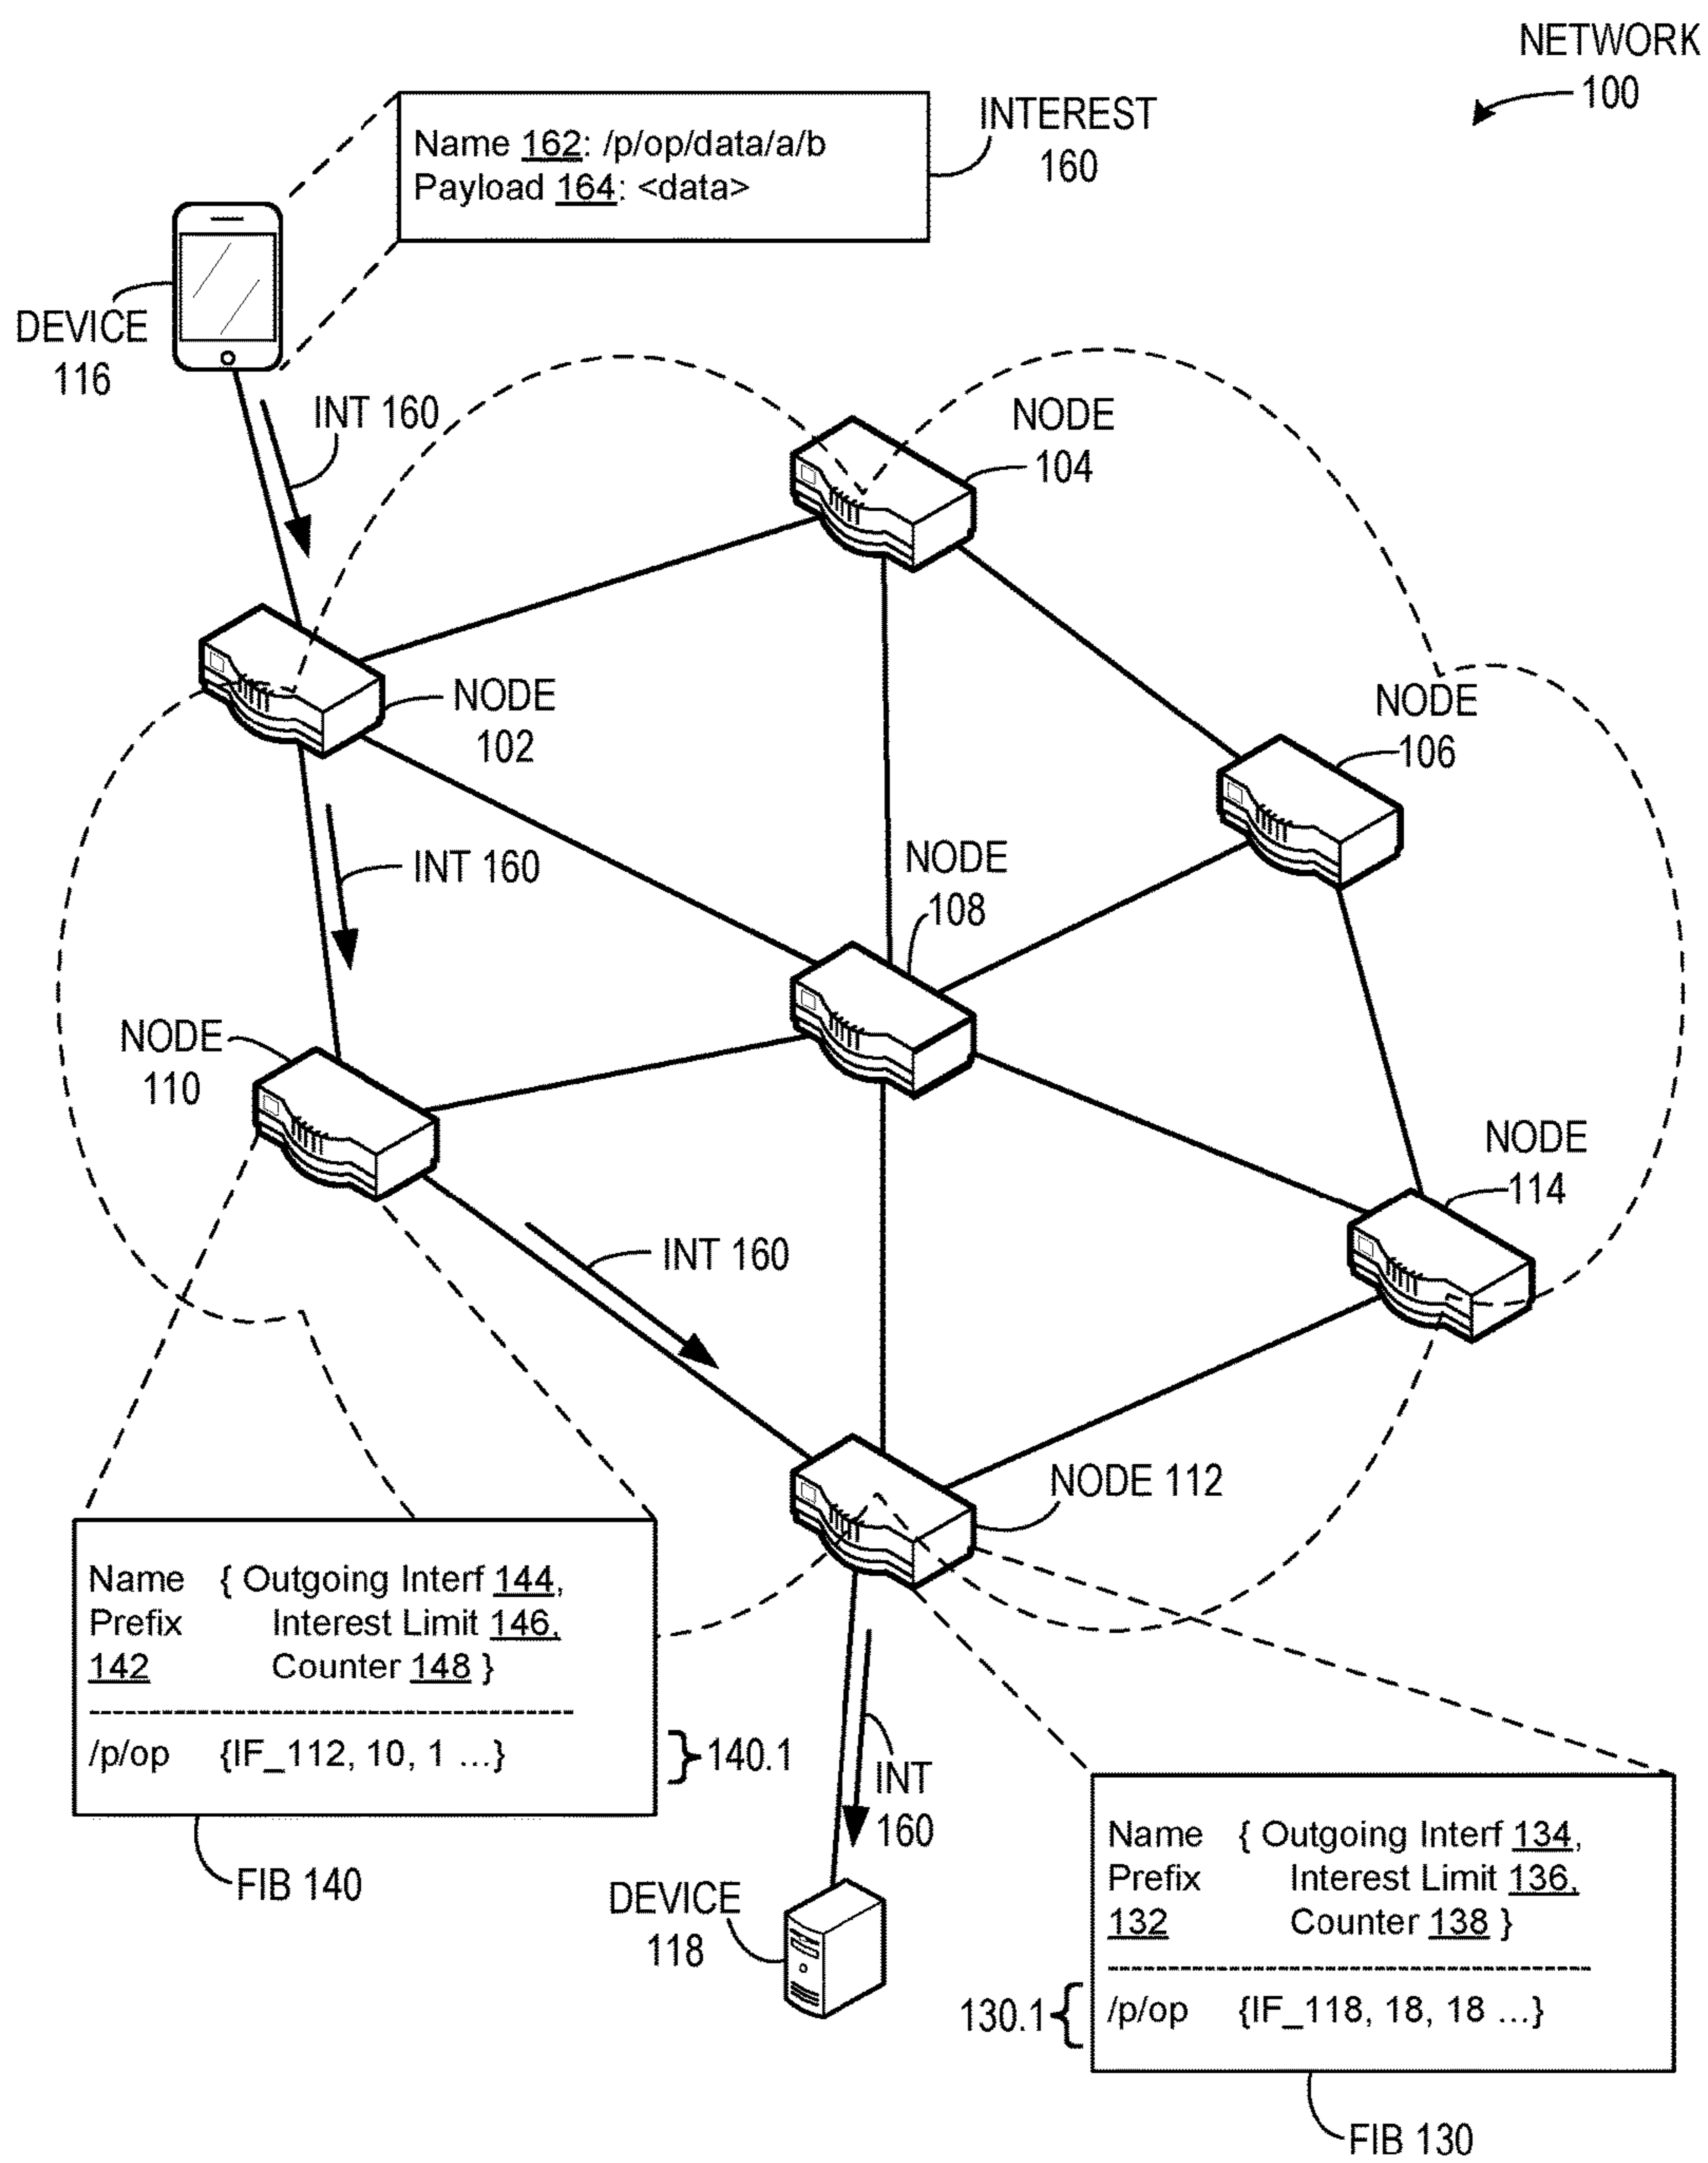 NETWORK
100
Name 162: /p/op/data/a/b
Payload 164: <data>
INTEREST
160
DEVICE
116
INT 160
NODE
104
NODE
102
NODE
106
INT 160
NODE
108
NODE
110
NODE
114
INT 160
NODE 112
Name { Outgoing Interf 144,
Prefix Interest Limit 146,
142 Counter 148 }
/p/op {IF_112, 10, 1 ...}
140.1
FIB 140
INT
160
DEVICE
118
Name { Outgoing Interf 134,
Prefix Interest Limit 136,
132 Counter 138 }
130.1
/p/op {IF_118, 18, 18 ...}
FIB 130